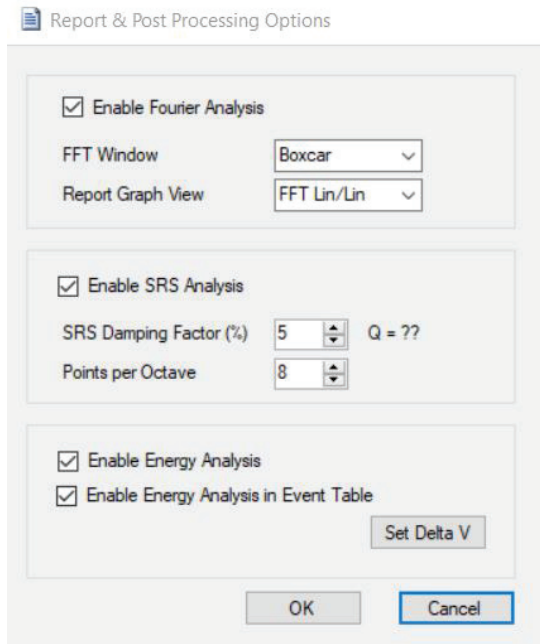 Report & Post Processing Options
Enable Fourier Analysis
FFT Window Boxcar
Report Graph View FFT Lin/Lin
Enable SRS Analysis
SRS Damping Factor (%) 5 Q = ??
Points per Octave 8
Enable Energy Analysis
Enable Energy Analysis in Event Table
Set Delta V
OK Cancel